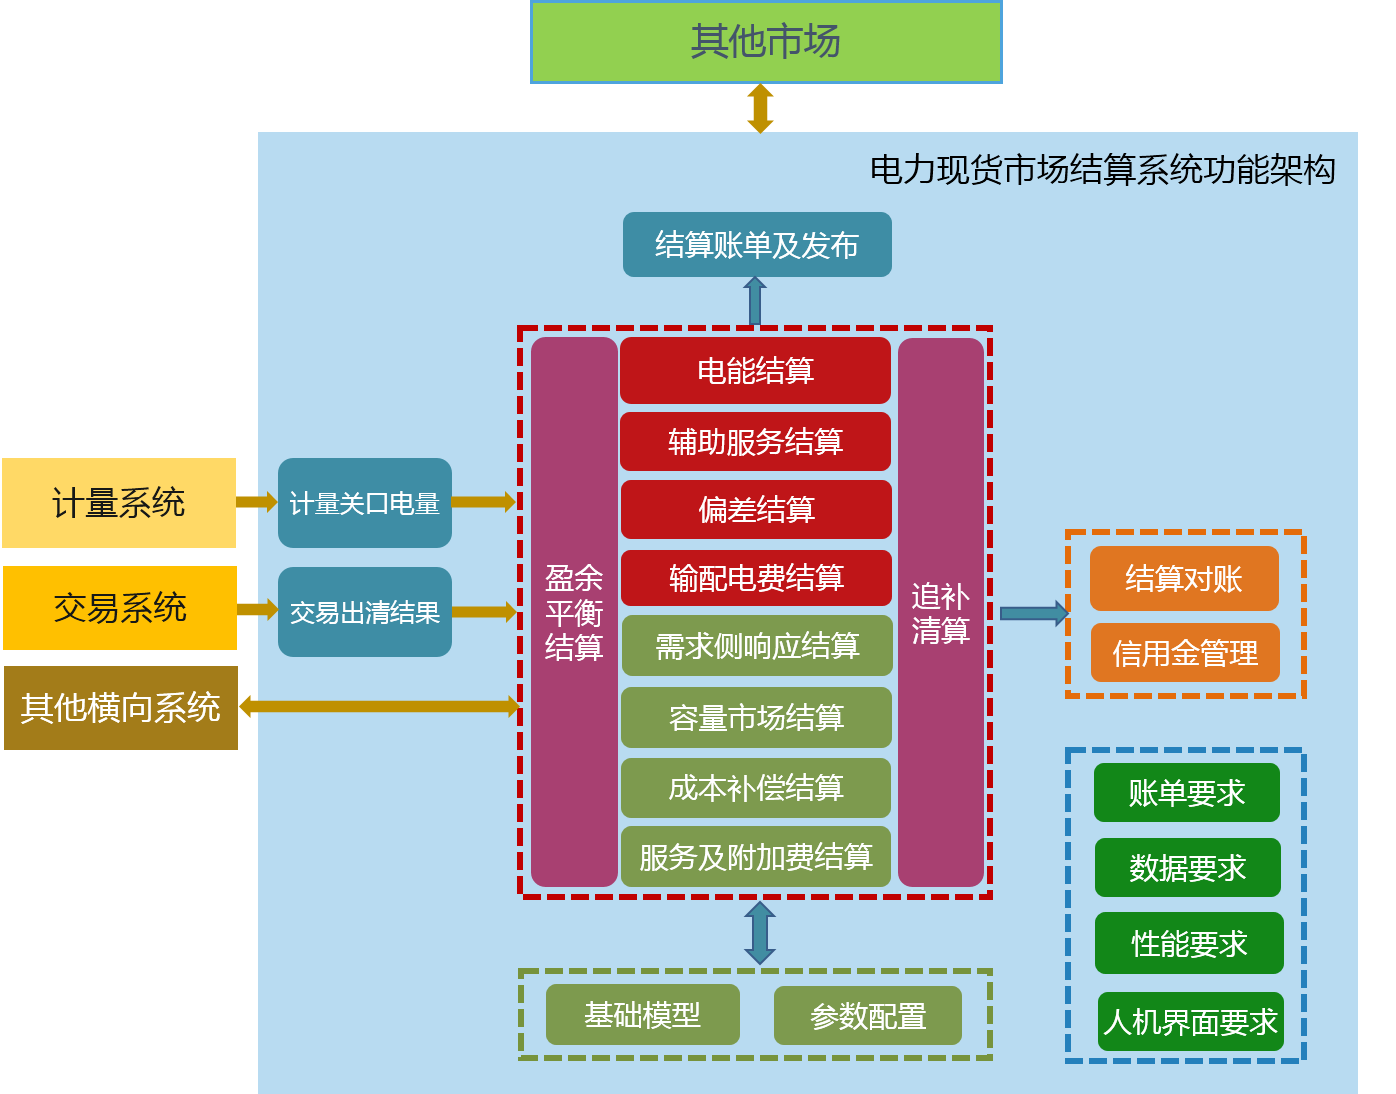 其他市场
电力现货市场结算系统功能架构
结算账单及发布
计量系统
交易系统
其他横向系统
计量关口电量
交易出清结果
盈余
平衡
结算
电能结算
辅助服务结算
偏差结算
输配电费结算
需求侧响应结算
容量市场结算
成本补偿结算
服务及附加费结算
追补
清算
结算对账
信用金管理
账单要求
数据要求
性能要求
人机界面要求
基础模型
参数配置